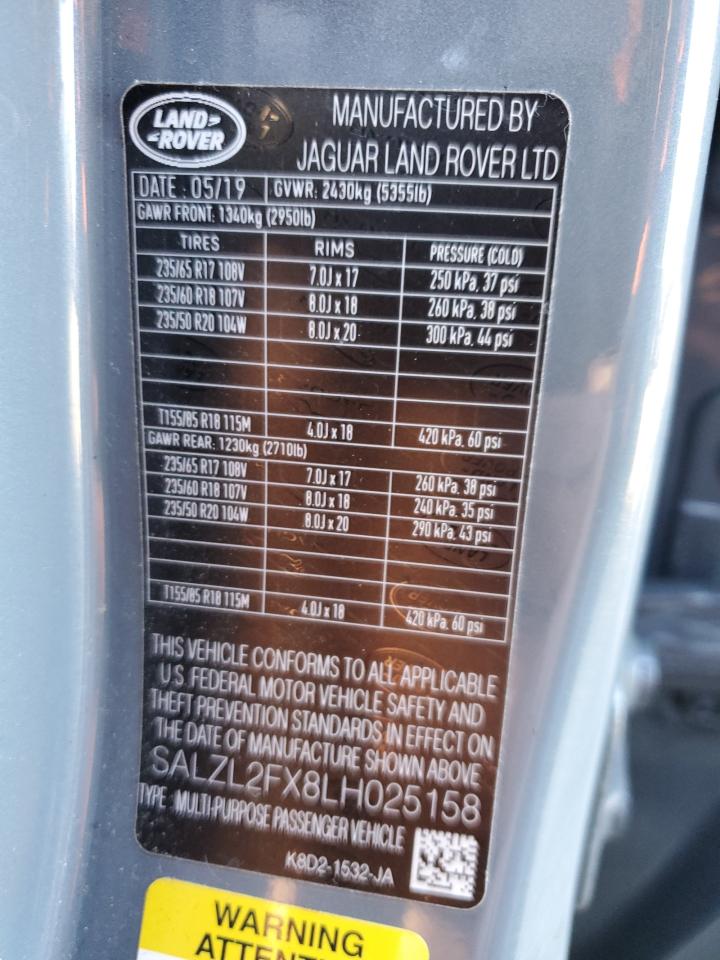 LAND
ROVER
MANUFACTURED BY
JAGUAR LAND ROVER LTD
DATE : 05/19 GVWR: 2430kg (5355lb)
GAWR FRONT: 1340kg (2950lb)
TIRES RIMS PRESSURE (COLD)
235/65 R17 108V 7.0J x 17 250 kPa, 37 psi
235/60 R18 107V 8.0J x 18 260 kPa, 38 psi
235/50 R20 104W 8.0J x 20 300 kPa, 44 psi
T155/85 R18 115M 4.0J x 18 420 kPa, 60 psi
GAWR REAR: 1230kg (2710lb)
235/65 R17 108V 7.0J x 17 260 kPa, 38 psi
235/60 R18 107V 8.0J x 18 240 kPa, 35 psi
235/50 R20 104W 8.0J x 20 290 kPa, 43 psi
T155/85 R18 115M 4.0J x 18 420 kPa, 60 psi
THIS VEHICLE CONFORMS TO ALL APPLICABLE
U.S. FEDERAL MOTOR VEHICLE SAFETY AND
THEFT PREVENTION STANDARDS IN EFFECT ON
THE DATE OF MANUFACTURE SHOWN ABOVE
SALZL2FX8LH025158
TYPE : MULTI-PURPOSE PASSENGER VEHICLE
K8D2-1532-JA
WARNING